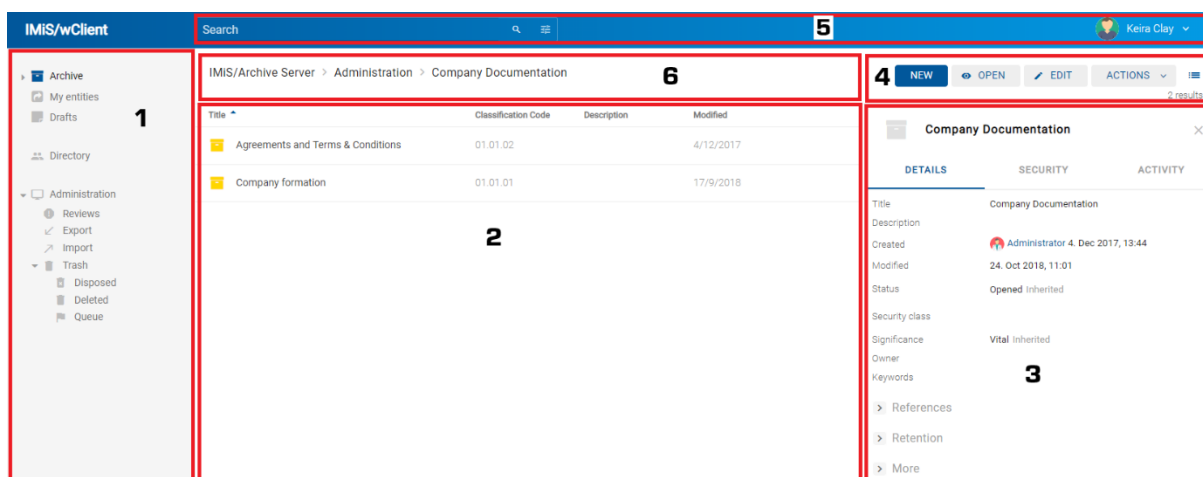 IMiS/wClient
Search
5
Keira Clay
Archive
My entities
Drafts
1
Directory
Administration
Reviews
Export
Import
Trash
Disposed
Deleted
Queue
IMiS/Archive Server > Administration > Company Documentation
6
Title Classification Code Description Modified
Agreements and Terms & Conditions 01.01.02 4/12/2017
Company formation 01.01.01 17/9/2018
2
4 NEW OPEN EDIT ACTIONS
2 results
Company Documentation
DETAILS SECURITY ACTIVITY
Title Company Documentation
Description
Created Administrator 4. Dec 2017, 13:44
Modified 24. Oct 2018, 11:01
Status Opened Inherited
Security class
Significance Vital Inherited
Owner
Keywords
3
References
Retention
More